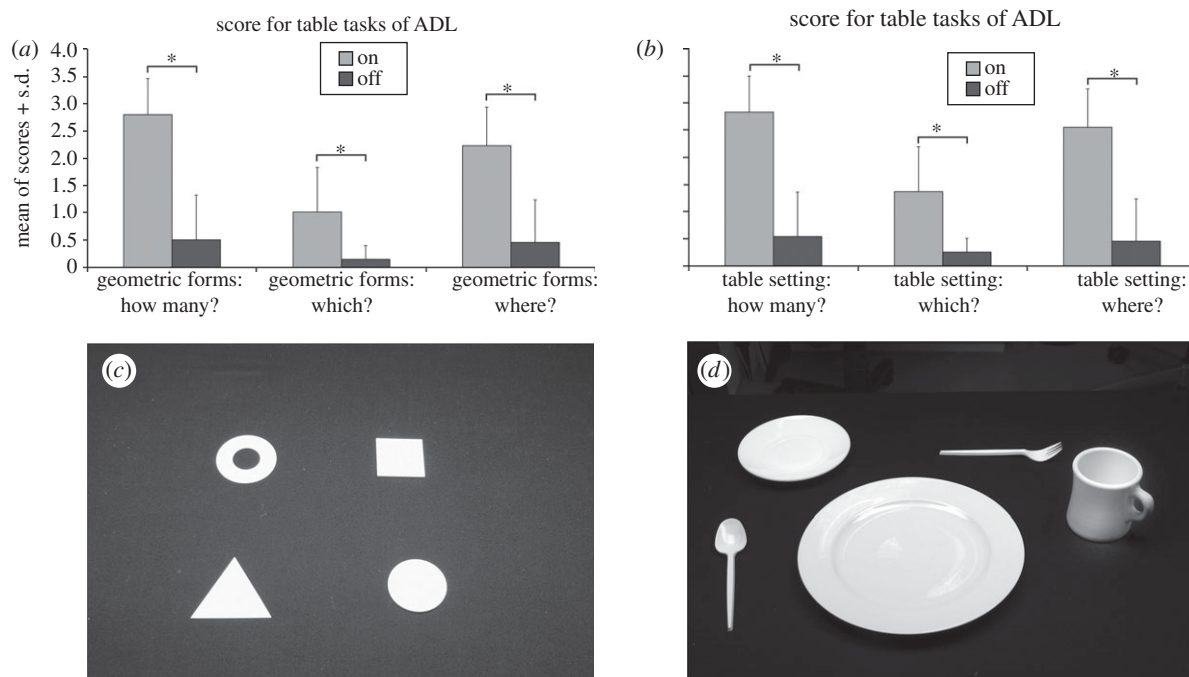 score for table tasks of ADL
(a)
4.0
3.5
3.0
2.5
2.0
1.5
1.0
0.5
0
mean of scores + s.d.
on
off
*
*
*
geometric forms:
how many?
geometric forms:
which?
geometric forms:
where?
score for table tasks of ADL
(b)
on
off
*
*
*
table setting:
how many?
table setting:
which?
table setting:
where?
(c)
(d)